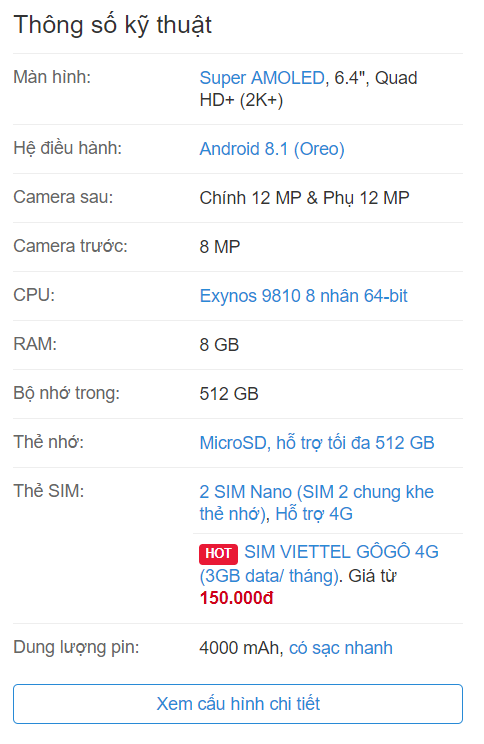 Thông số kỹ thuật
Màn hình:
Super AMOLED, 6.4", Quad
HD+ (2K+)
Hệ điều hành:
Android 8.1 (Oreo)
Camera sau:
Chính 12 MP & Phụ 12 MP
Camera trước:
8 MP
CPU:
Exynos 9810 8 nhân 64-bit
RAM:
8 GB
Bộ nhớ trong:
512 GB
Thẻ nhớ:
MicroSD, hỗ trợ tối đa 512 GB
Thẻ SIM:
2 SIM Nano (SIM 2 chung khe
thẻ nhớ), Hỗ trợ 4G
HOT SIM VIETTEL GÔGÔ 4G
(3GB data/ tháng). Giá từ
150.000đ
Dung lượng pin:
4000 mAh, có sạc nhanh
Xem cấu hình chi tiết